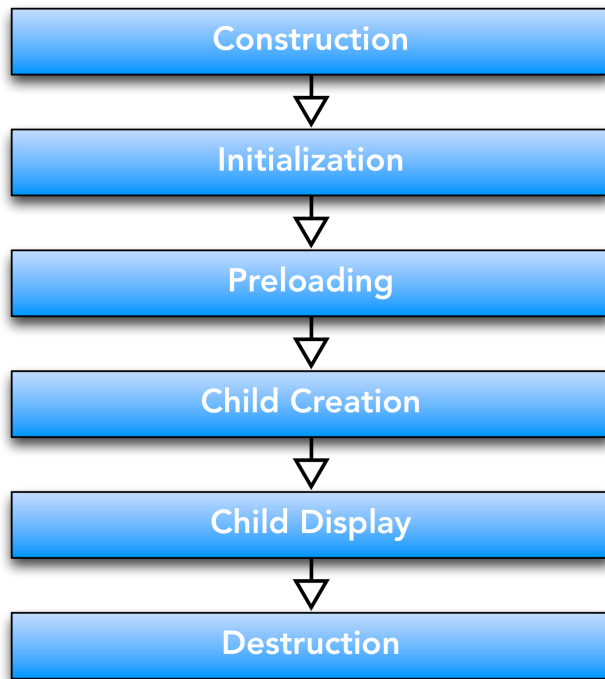 Construction
Initialization
Preloading
Child Creation
Child Display
Destruction